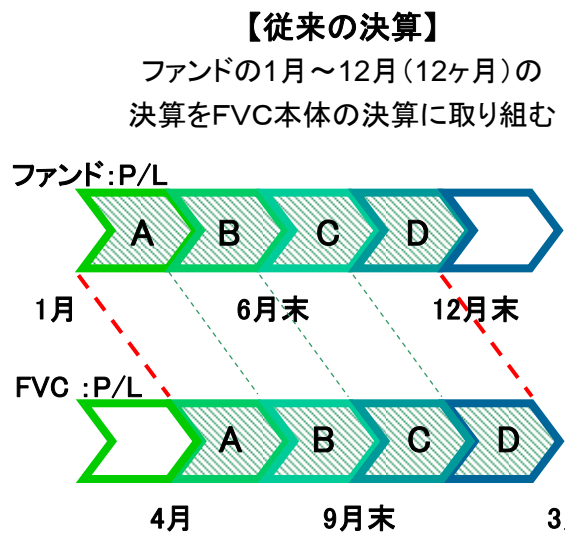 【従来の決算】
ファンドの1月～12月（12ヶ月）の
決算をFVC本体の決算に取り組む
ファンド：P/L
A B C D
1月 6月末 12月末
FVC ：P/L
A B C D
4月 9月末 3